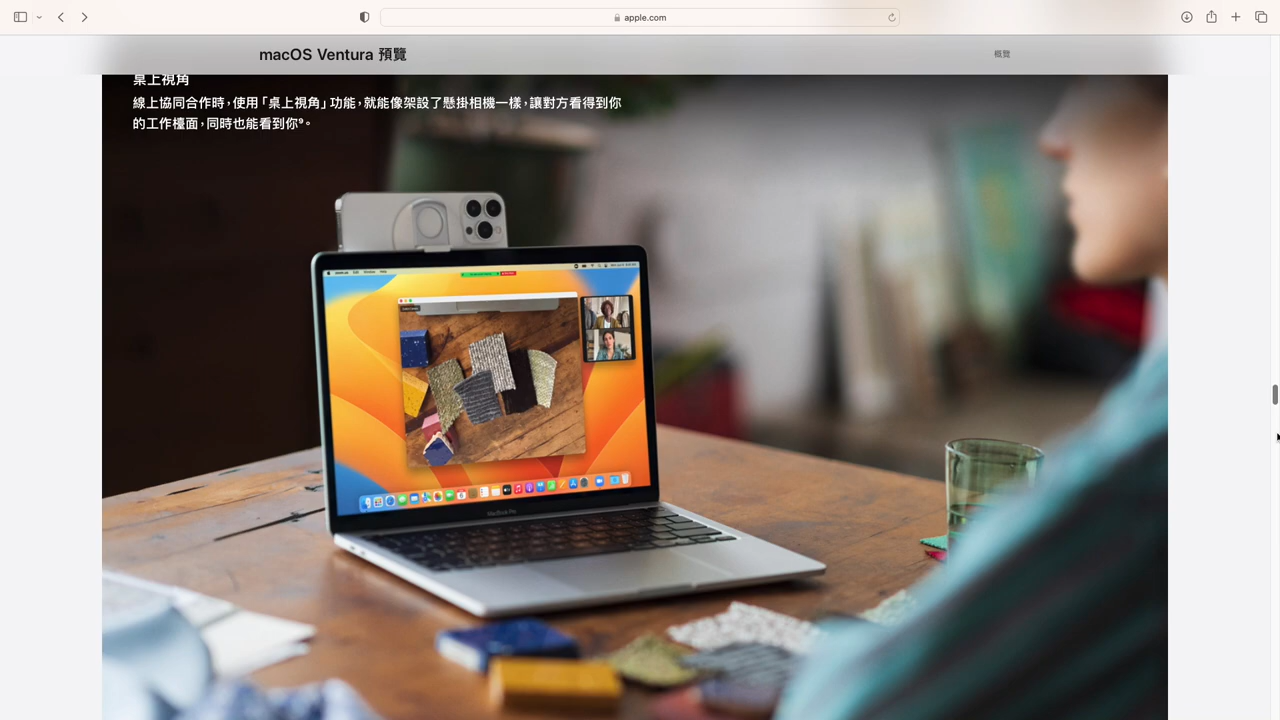 apple.com
macOS Ventura 預覽
概覽
桌上視角
線上協同合作時，使用「桌上視角」功能，就能像架設了懸掛相機一樣，讓對方看得到你
的工作檯面，同時也能看到你⁹。
MacBook Pro